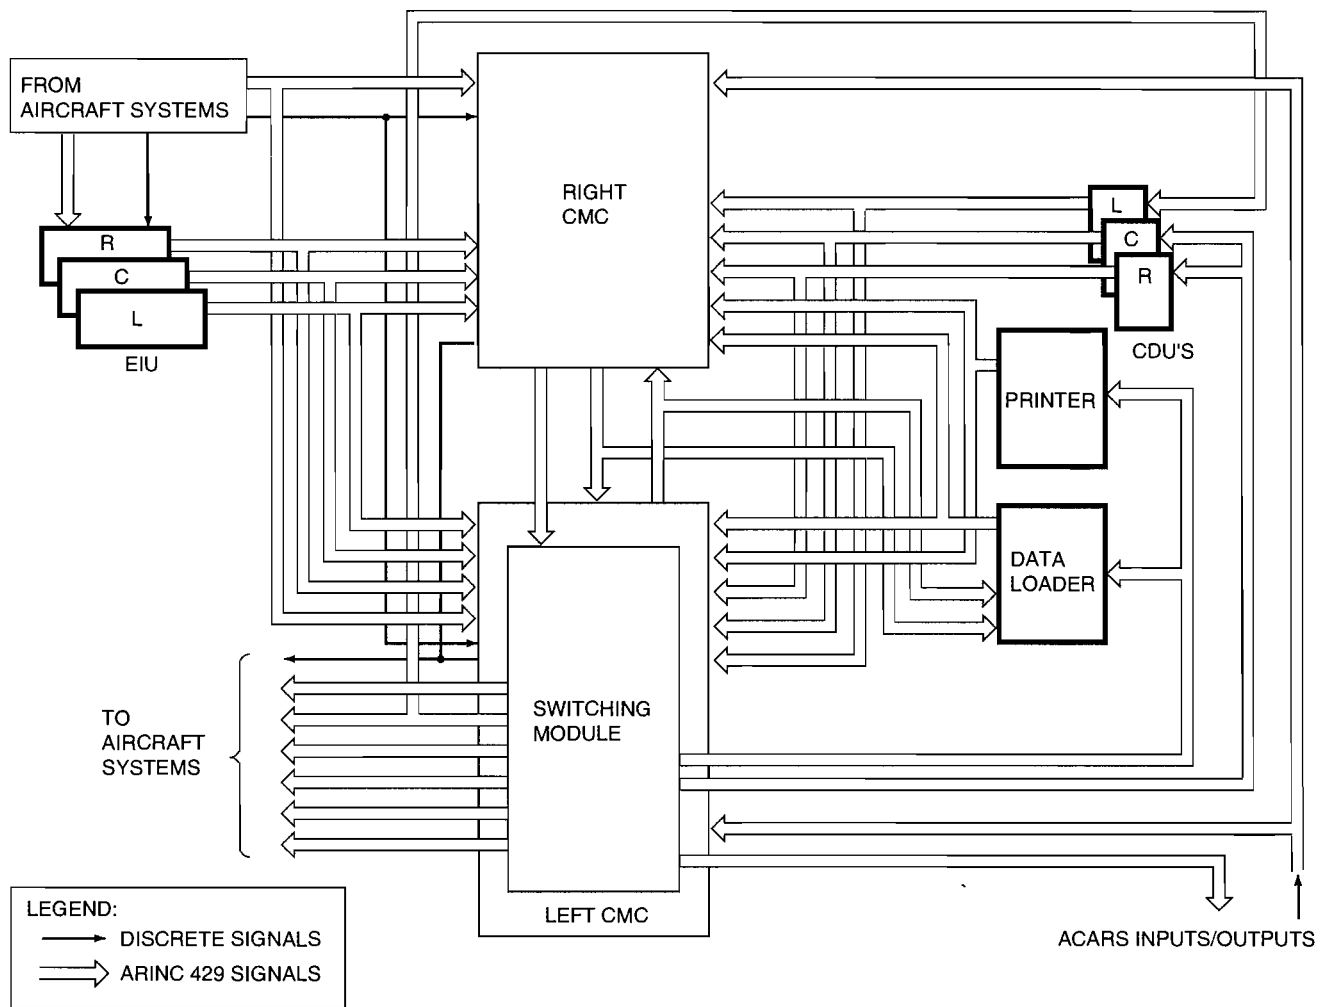 FROM
AIRCRAFT SYSTEMS
R
C
L
EIU
RIGHT
CMC
L
C
R
CDU'S
PRINTER
DATA
LOADER
SWITCHING
MODULE
LEFT CMC
TO
AIRCRAFT
SYSTEMS
ACARS INPUTS/OUTPUTS
LEGEND:
DISCRETE SIGNALS
ARINC 429 SIGNALS